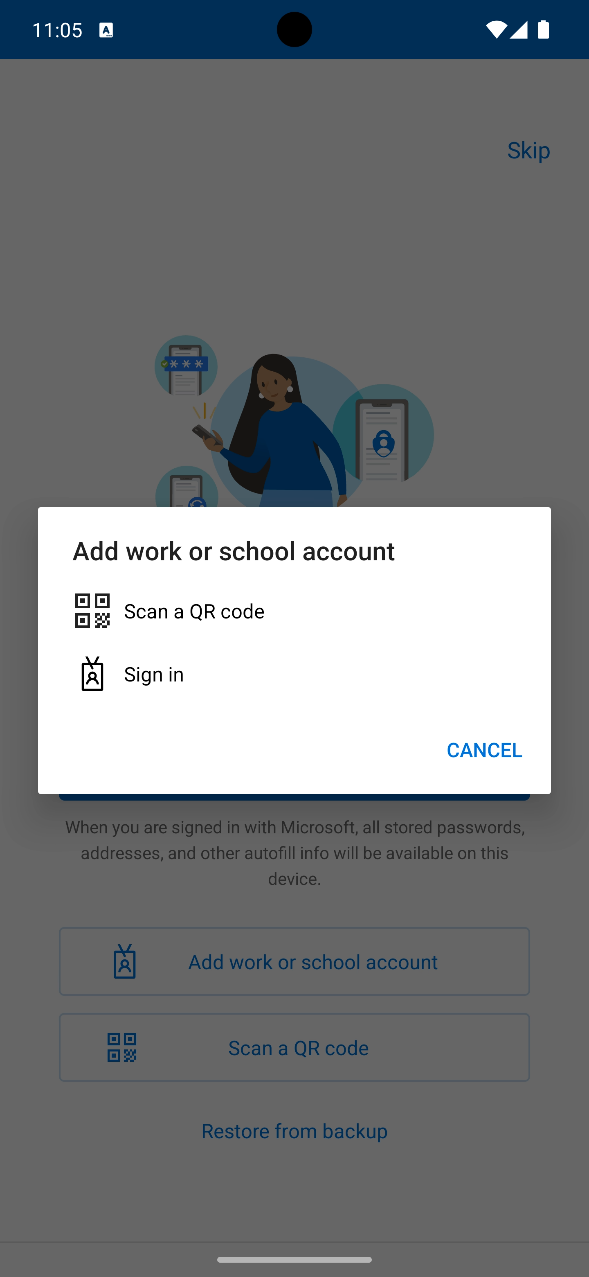 11:05
Skip
Add work or school account
Scan a QR code
Sign in
CANCEL
When you are signed in with Microsoft, all stored passwords,
addresses, and other autofill info will be available on this
device.
Add work or school account
Scan a QR code
Restore from backup